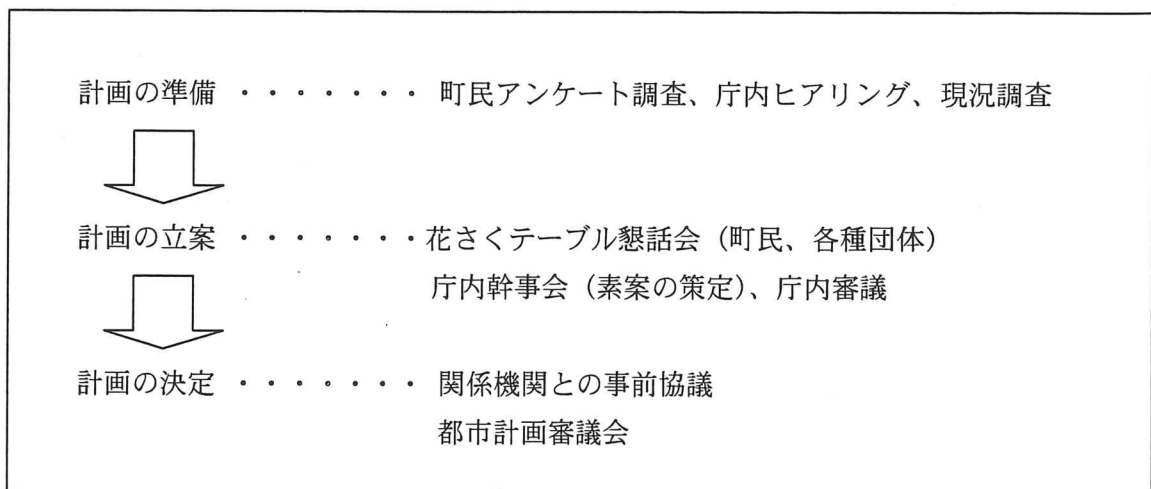 計画の準備 ・・・・・・・ 町民アンケート調査、庁内ヒアリング、現況調査
計画の立案 ・・・・・・・花さくテーブル懇話会(町民、各種団体)
庁内幹事会(素案の策定)、庁内審議
計画の決定 ・・・・・・・ 関係機関との事前協議
都市計画審議会